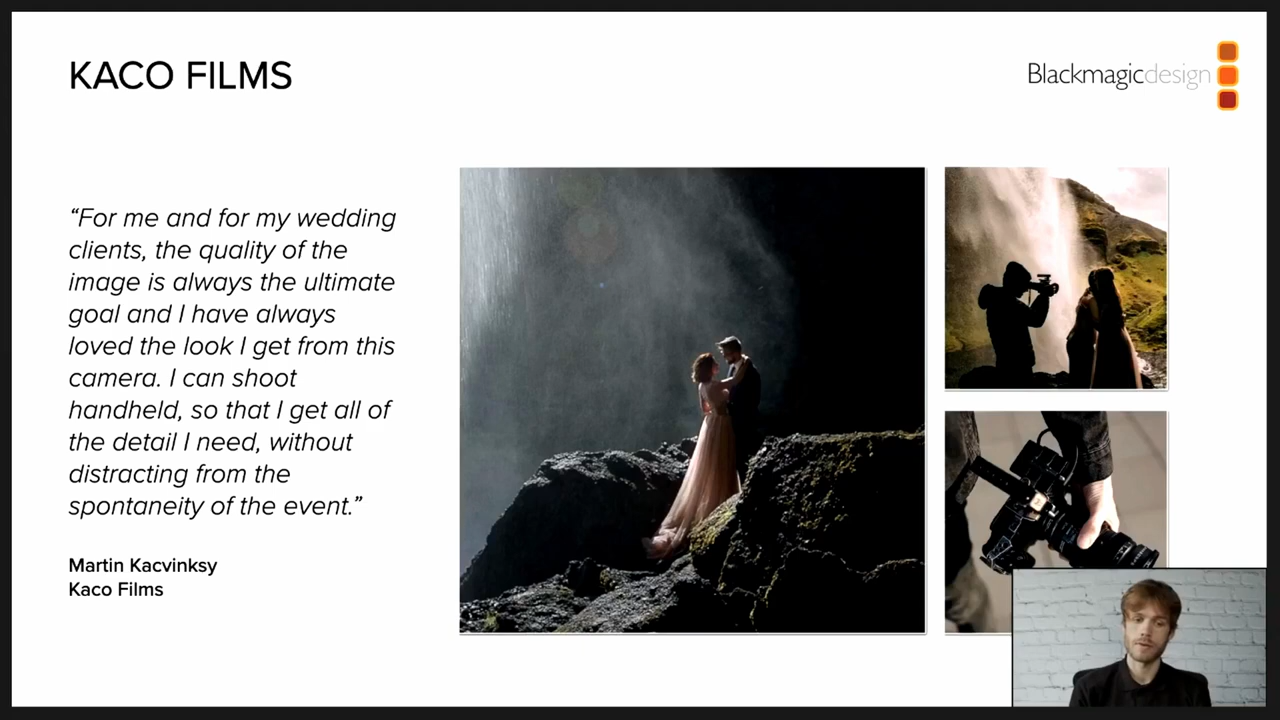 KACO FILMS
Blackmagicdesign
“For me and for my wedding
clients, the quality of the
image is always the ultimate
goal and I have always
loved the look I get from this
camera. I can shoot
handheld, so that I get all of
the detail I need, without
distracting from the
spontaneity of the event.”
Martin Kacvinksy
Kaco Films